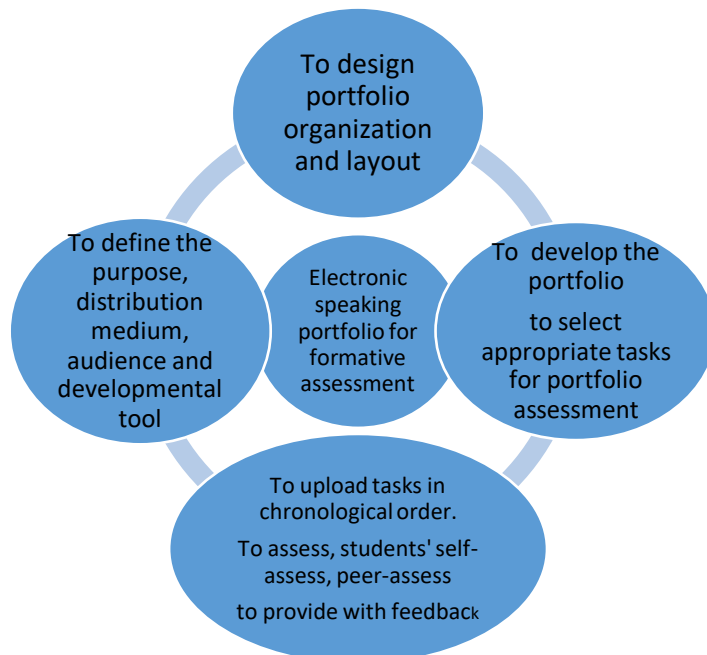 To design
portfolio
organization
and layout
To define the
purpose,
distribution
medium,
audience and
developmental
tool
Electronic
speaking
portfolio for
formative
assessment
To develop the
portfolio
to select
appropriate tasks
for portfolio
assessment
To upload tasks in
chronological order.
To assess, students' self-
assess, peer-assess
to provide with feedback